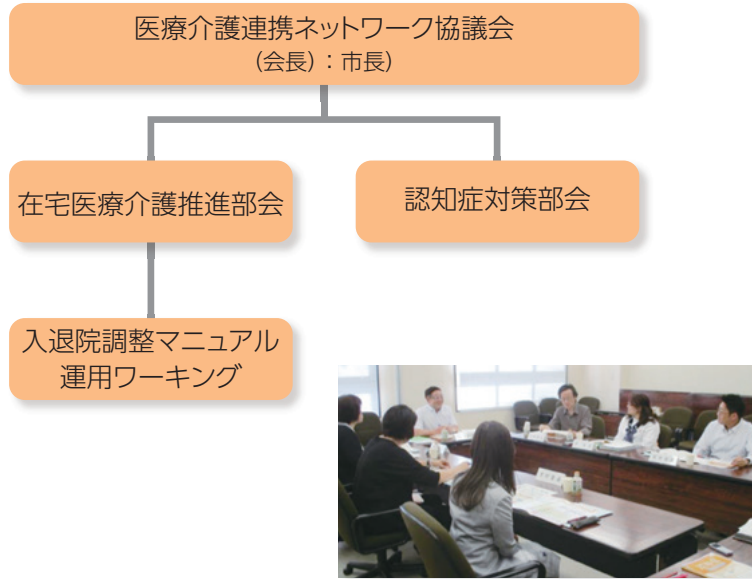 医療介護連携ネットワーク協議会
(会長)：市長)
在宅医療介護推進部会
認知症対策部会
入退院調整マニュアル
運用ワーキング